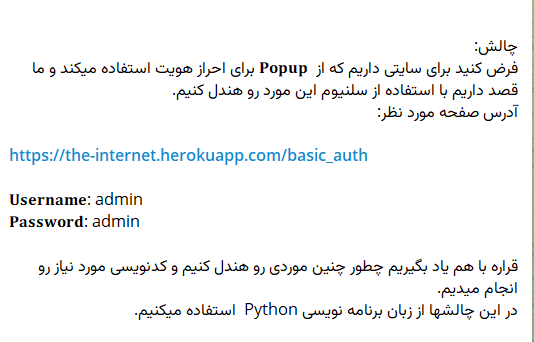 چالش:
فرض کنید برای سایتی داریم که از Popup برای احراز هویت استفاده میکند و ما
قصد داریم با استفاده از سلنیوم این مورد رو هندل کنیم.
آدرس صفحه مورد نظر:
https://the-internet.herokuapp.com/basic_auth
Username: admin
Password: admin
قراره با هم یاد بگیریم چطور چنین موردی رو هندل کنیم و کدنویسی مورد نیاز رو
انجام میدیم.
در این چالشها از زبان برنامه نویسی Python استفاده میکنیم.